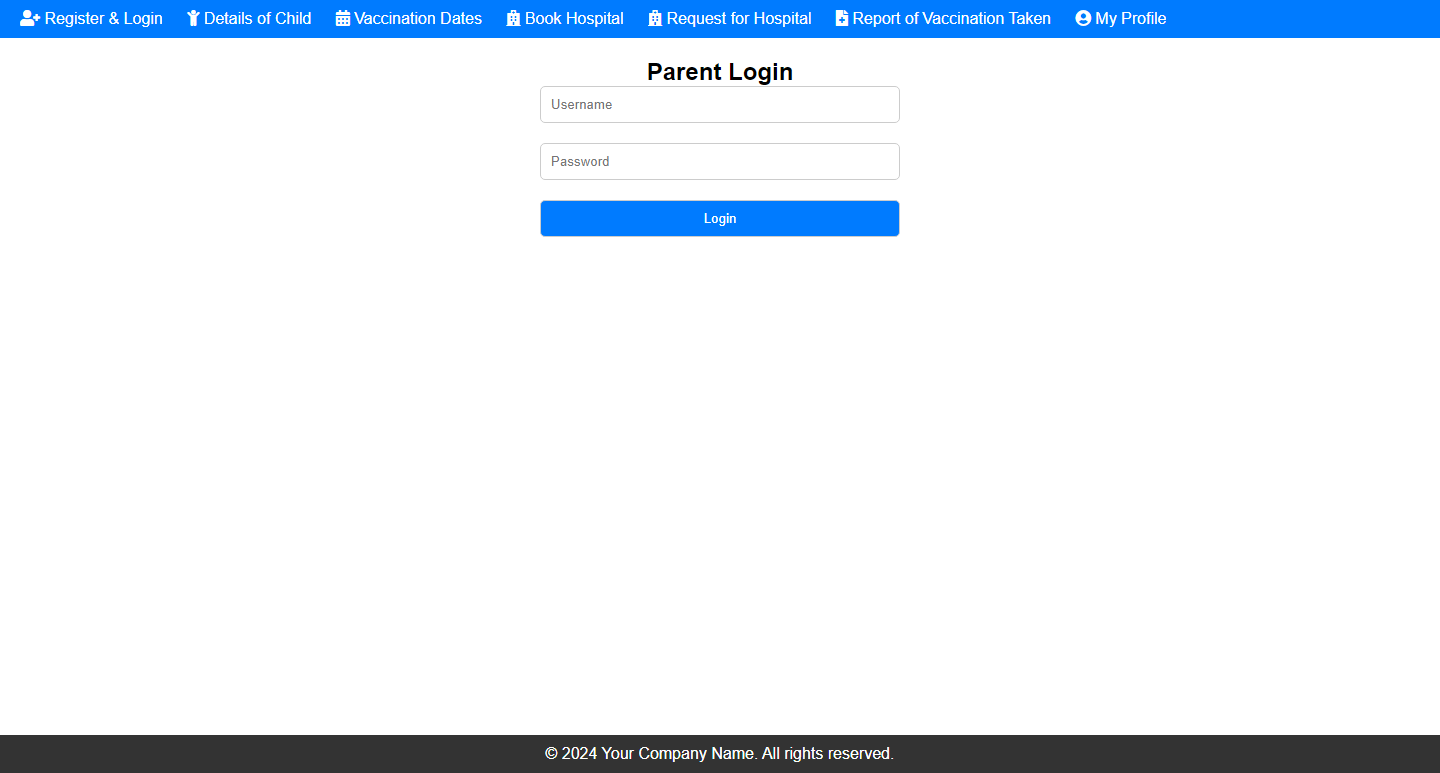 Register & Login Details of Child Vaccination Dates Book Hospital Request for Hospital Report of Vaccination Taken My Profile
Parent Login
Username
Password
Login
© 2024 Your Company Name. All rights reserved.